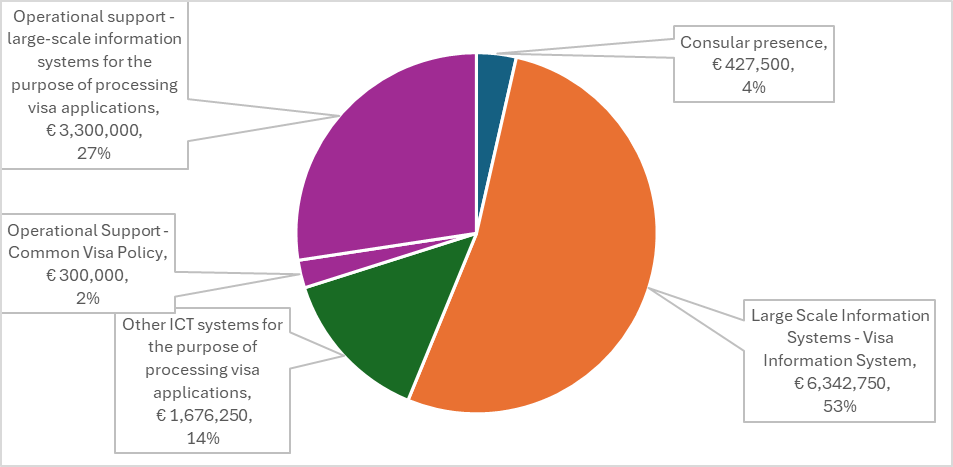 Operational support -
large-scale information
systems for the
purpose of processing
visa applications,
€ 3,300,000,
27%
Consular presence,
€ 427,500,
4%
Operational Support -
Common Visa Policy,
€ 300,000,
2%
Other ICT systems for
the purpose of
processing visa
applications,
€ 1,676,250,
14%
Large Scale Information
Systems - Visa
Information System,
€ 6,342,750,
53%